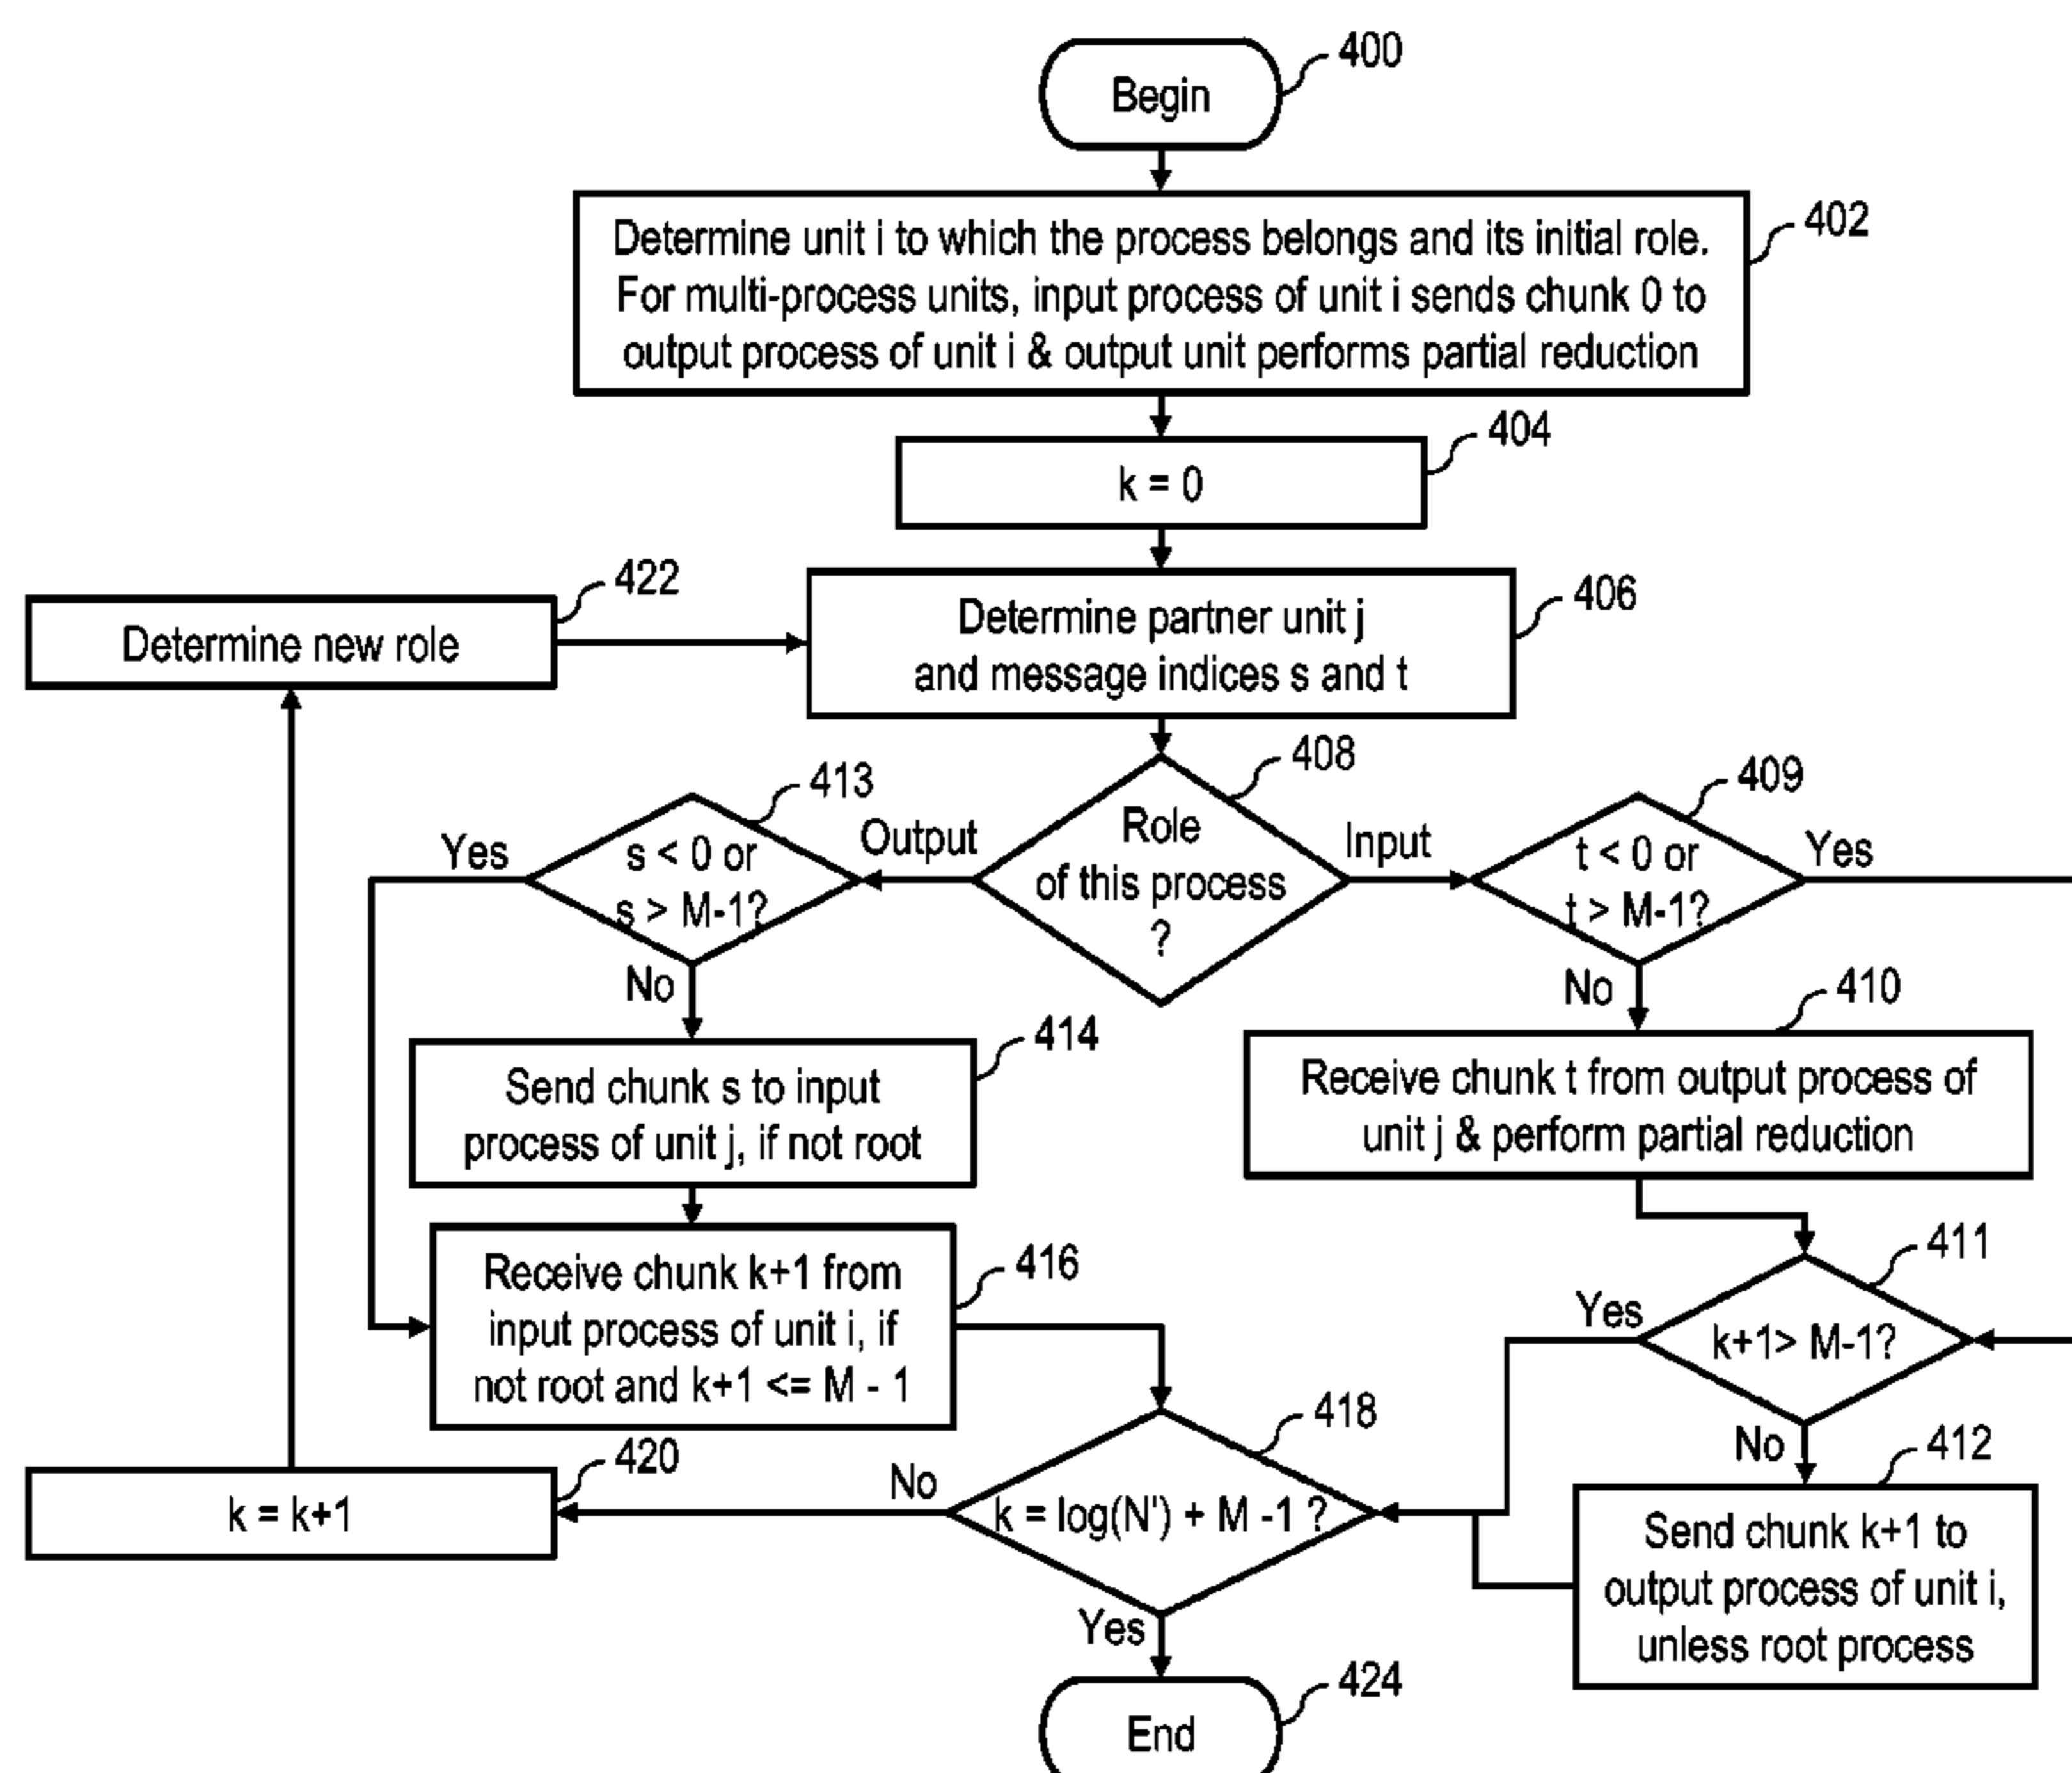 Begin
400
Determine unit i to which the process belongs and its initial role.
For multi-process units, input process of unit i sends chunk 0 to
output process of unit i & output unit performs partial reduction
402
k = 0
404
Determine new role
422
Determine partner unit j
and message indices s and t
406
Role
of this process
?
408
Output
Input
s < 0 or
s > M-1?
413
Yes
No
t < 0 or
t > M-1?
409
Yes
No
Send chunk s to input
process of unit j, if not root
414
Receive chunk t from output process of
unit j & perform partial reduction
410
Receive chunk k+1 from
input process of unit i, if
not root and k+1 <= M - 1
416
k+1> M-1?
411
Yes
No
k = log(N') + M -1 ?
418
No
Yes
k = k+1
420
Send chunk k+1 to
output process of unit i,
unless root process
412
End
424